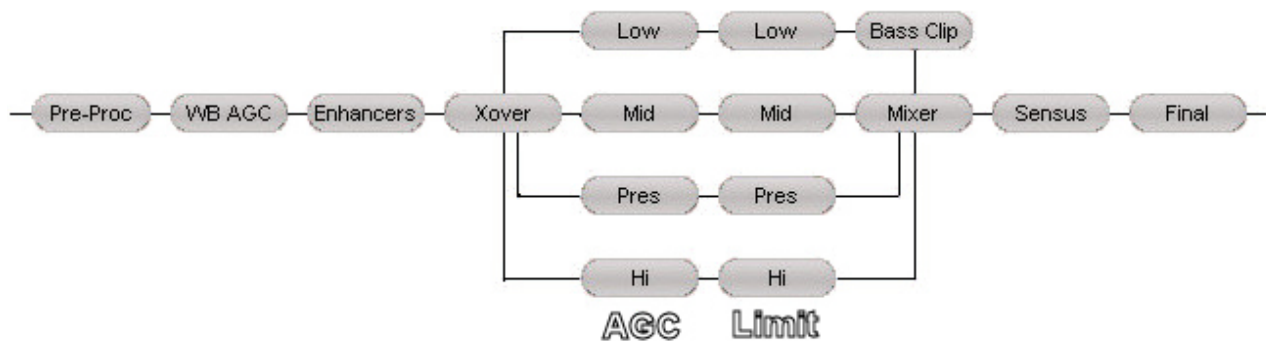 Low Low Bass Clip
Pre-Proc WB AGC Enhancers Xover Mid Mid Mixer Sensus Final
Pres Pres
Hi Hi
AGC Limit